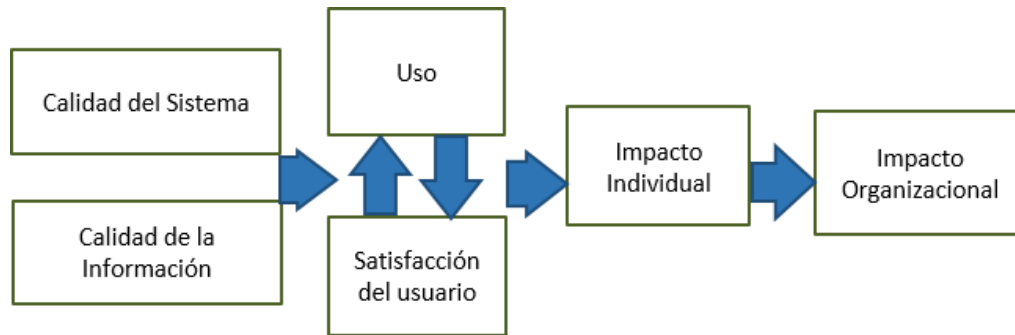 Calidad del Sistema
Calidad de la
Información
Uso
Satisfacción
del usuario
Impacto
Individual
Impacto
Organizacional